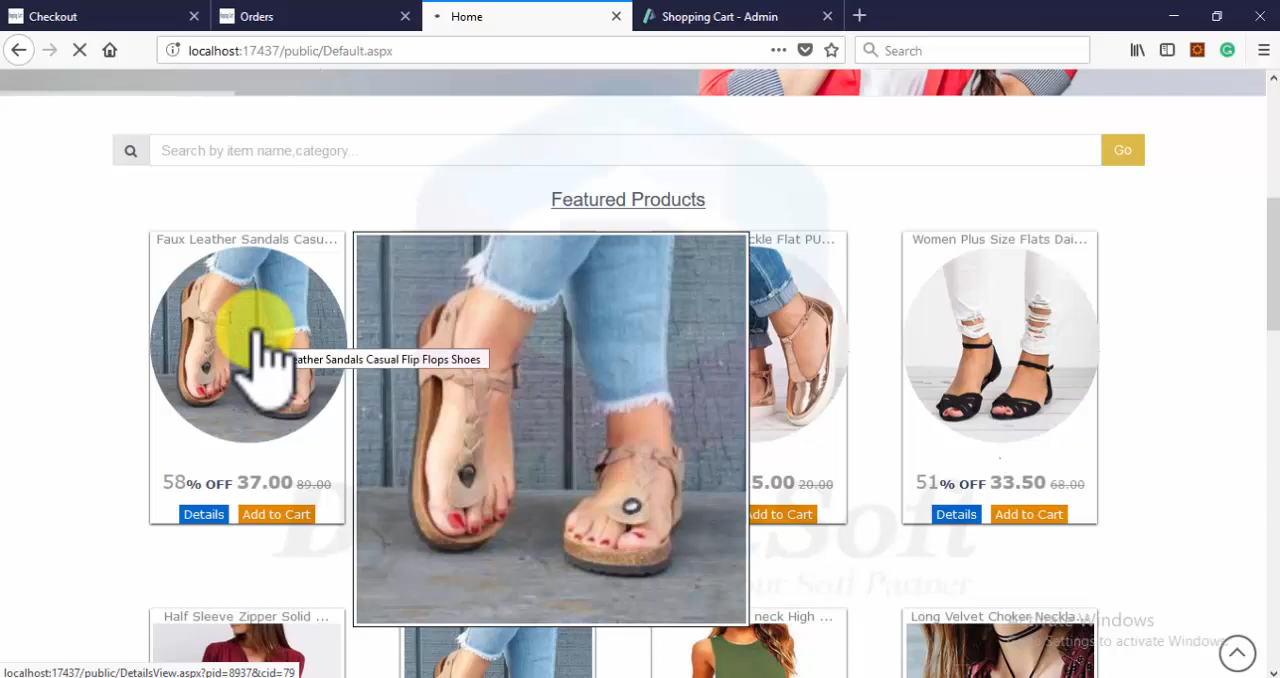 Checkout
Orders
Home
Shopping Cart - Admin
localhost:17437/public/Default.aspx
Search
Search by item name,category...
Go
Featured Products
Faux Leather Sandals Casu...
ckle Flat PU...
Women Plus Size Flats Dai...
eather Sandals Casual Flip Flops Shoes
58% OFF 37.00 89.00
5.00 20.00
51% OFF 33.50 68.00
Details
Add to Cart
dd to Cart
Details
Add to Cart
Half Sleeve Zipper Solid ...
neck High ...
Long Velvet Choker Neckla...
Activate Windows
Settings to activate Windows.
localhost:17437/public/DetailsView.aspx?pid=8937&cid=79